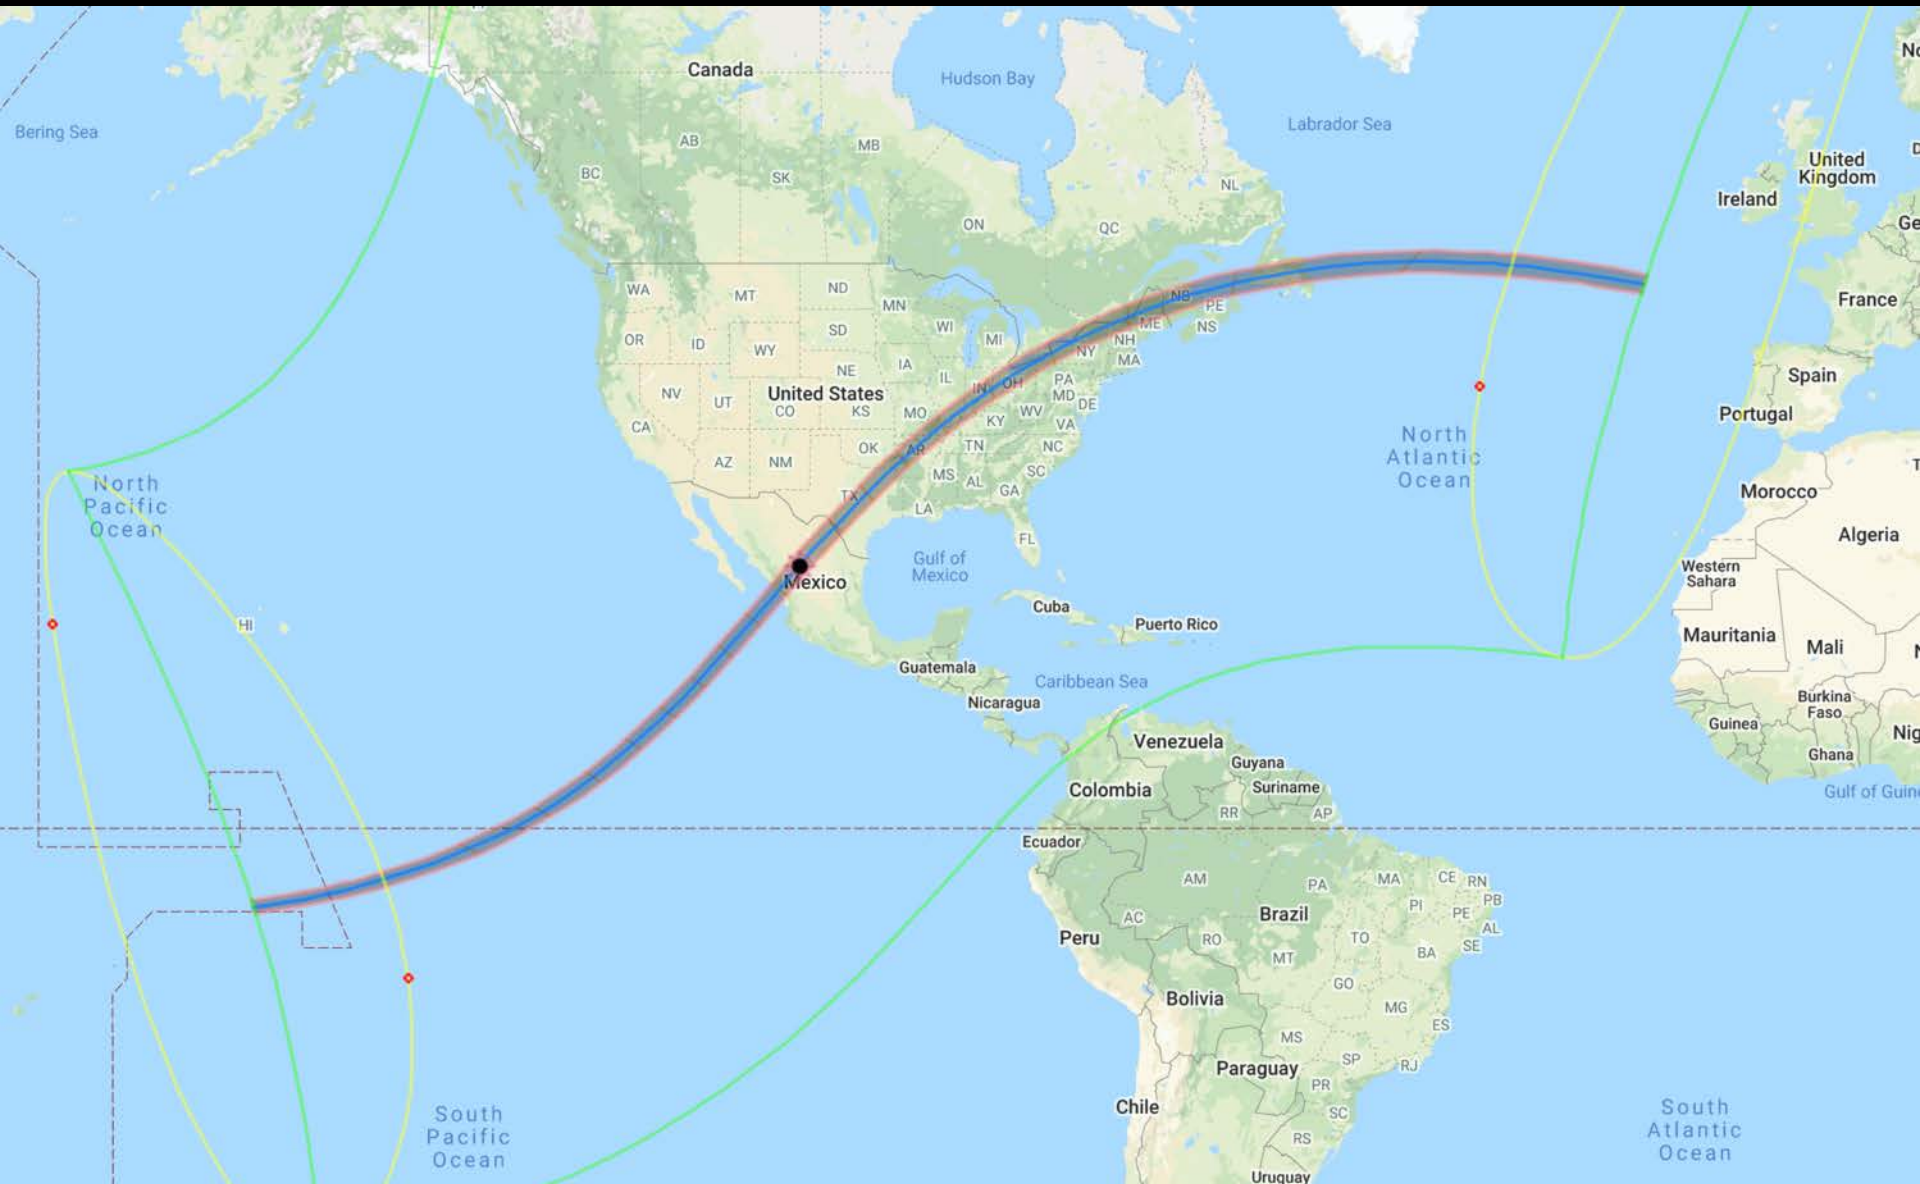 Canada
Hudson Bay
Labrador Sea
Bering Sea
AB
MB
BC
SK
NL
ON
QC
United
Kingdom
Ireland
WA
MT
ND
MN
NB
PE
NS
ME
OR
ID
WY
SD
WI
MI
NH
NY
MA
France
NE
IA
IL
IN
OH
PA
MD
DE
NV
UT
United States
CO
KS
MO
KY
WV
VA
Spain
Portugal
CA
AZ
NM
OK
AR
TN
NC
SC
MS
AL
GA
TX
LA
FL
North
Atlantic
Ocean
North
Pacific
Ocean
Morocco
Algeria
Western
Sahara
Gulf of
Mexico
Mexico
Cuba
Puerto Rico
HI
Mauritania
Mali
Guatemala
Caribbean Sea
Nicaragua
Burkina
Faso
Guinea
Ghana
Nig
Gulf of Guin
Venezuela
Guyana
Suriname
Colombia
RR
AP
Ecuador
AM
PA
MA
CE
RN
PB
PI
PE
AL
SE
AC
Brazil
Peru
RO
TO
BA
MT
GO
Bolivia
MG
ES
MS
SP
RJ
Paraguay
PR
Chile
SC
RS
Uruguay
South
Pacific
Ocean
South
Atlantic
Ocean